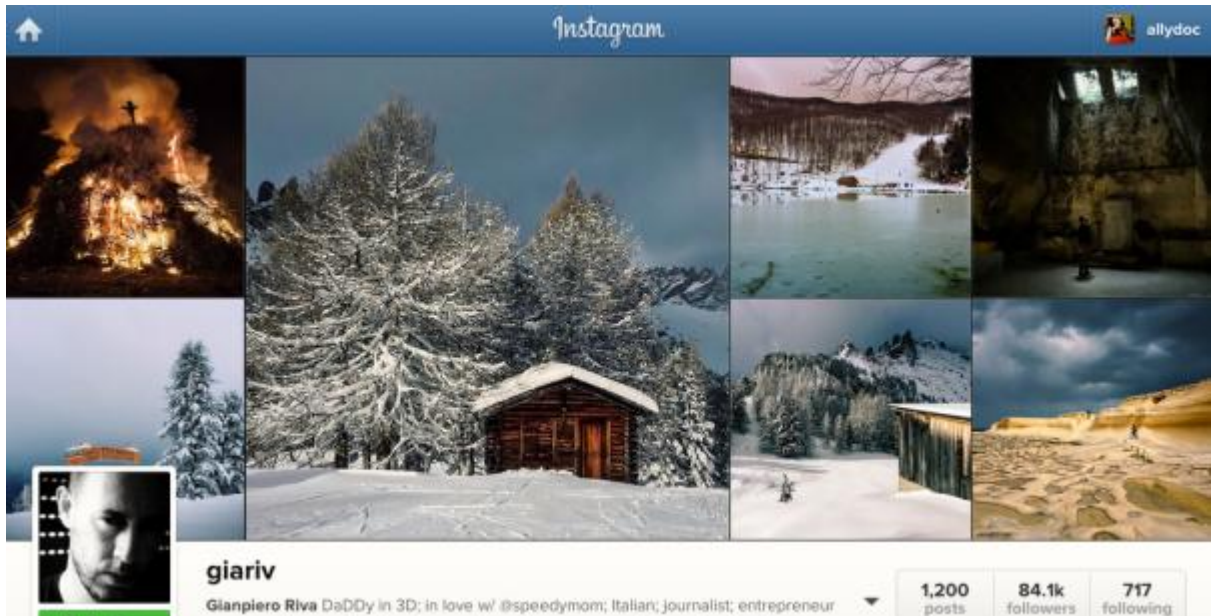 Instagram
allydoc
giariv
Gianpiero Riva DaDDy in 3D; in love w/ @speedymom; Italian; journalist; entrepreneur
1,200 84.1k 717
posts followers following